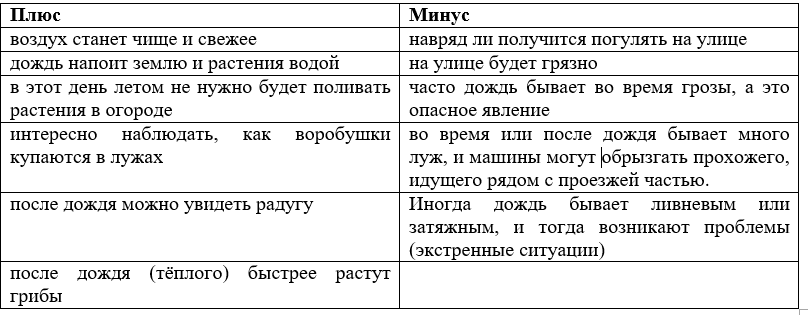 Плюс
Минус
воздух станет чище и свежее
навряд ли получится погулять на улице
дождь напоит землю и растения водой
на улице будет грязно
в этот день летом не нужно будет поливать
растения в огороде
часто дождь бывает во время грозы, а это
опасное явление
интересно наблюдать, как воробушки
купаются в лужах
во время или после дождя бывает много
луж, и машины могут обрызгать прохожего,
идущего рядом с проезжей частью.
после дождя можно увидеть радугу
Иногда дождь бывает ливневым или
затяжным, и тогда возникают проблемы
(экстренные ситуации)
после дождя (тёплого) быстрее растут
грибы